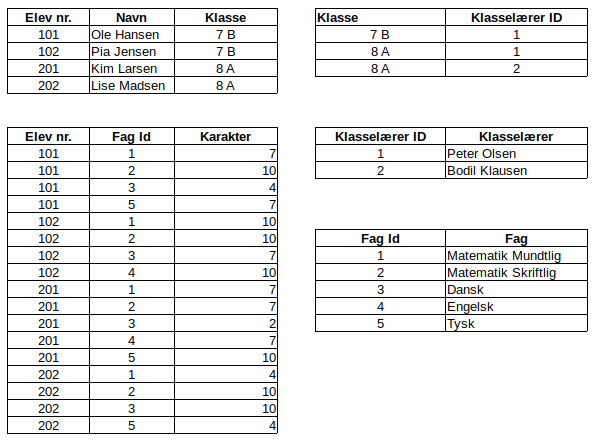 Elev nr. Navn Klasse
101 Ole Hansen 7 B
102 Pia Jensen 7 B
201 Kim Larsen 8 A
202 Lise Madsen 8 A
Klasse Klasselærer ID
7 B 1
8 A 1
8 A 2
Elev nr. Fag Id Karakter
101 1 7
101 2 10
101 3 4
101 5 7
102 1 10
102 2 10
102 3 7
102 4 10
201 1 7
201 2 7
201 3 2
201 4 7
201 5 10
202 1 4
202 2 10
202 3 10
202 5 4
Klasselærer ID Klasselærer
1 Peter Olsen
2 Bodil Klausen
Fag Id Fag
1 Matematik Mundtlig
2 Matematik Skriftlig
3 Dansk
4 Engelsk
5 Tysk